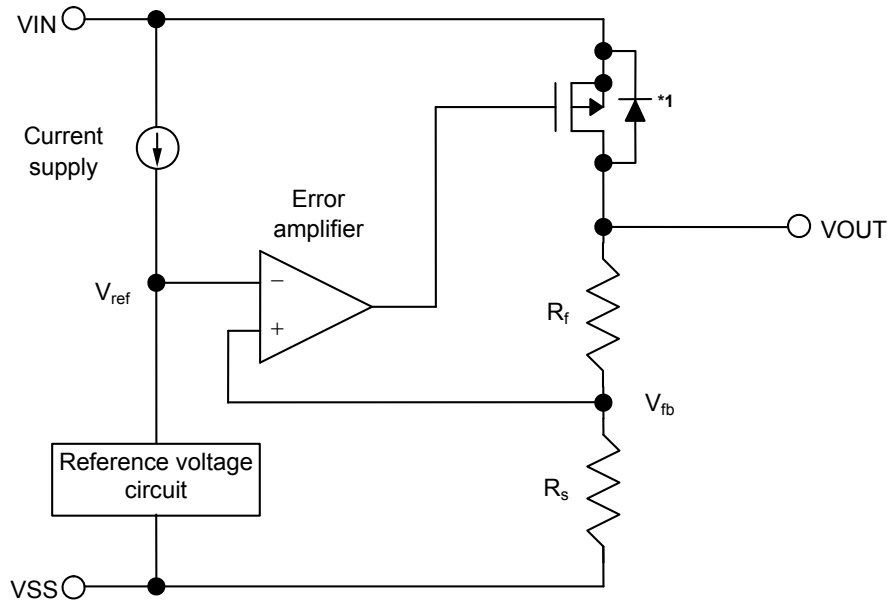 VIN
*1
Current
supply
Error
amplifier
VOUT
Vref
−
+
Rf
Vfb
Reference voltage
circuit
Rs
VSS